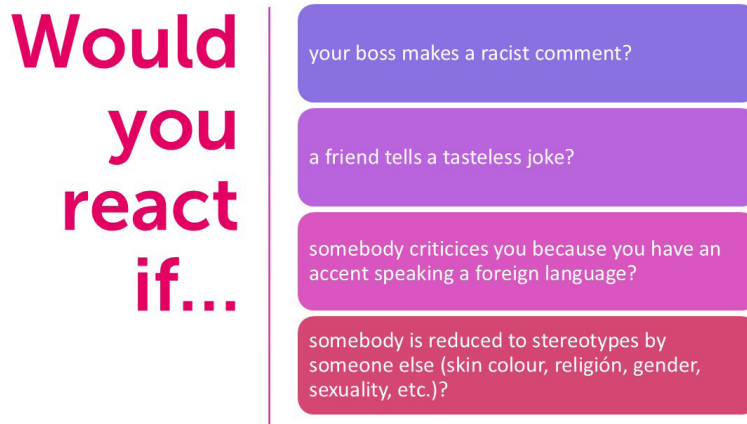 Would
you
react
if...
your boss makes a racist comment?
a friend tells a tasteless joke?
somebody criticices you because you have an
accent speaking a foreign language?
somebody is reduced to stereotypes by
someone else (skin colour, religión, gender,
sexuality, etc.)?